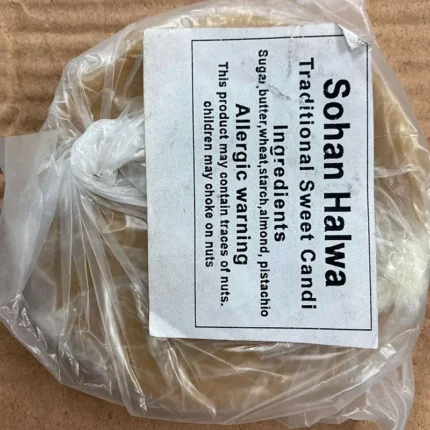 Sohan Halwa
Traditional Sweet Candi
Ingredients
Sugar,butter,wheat,starch,almond, pistachio
Allergic warning
This product may contain traces of nuts.
children may choke on nuts